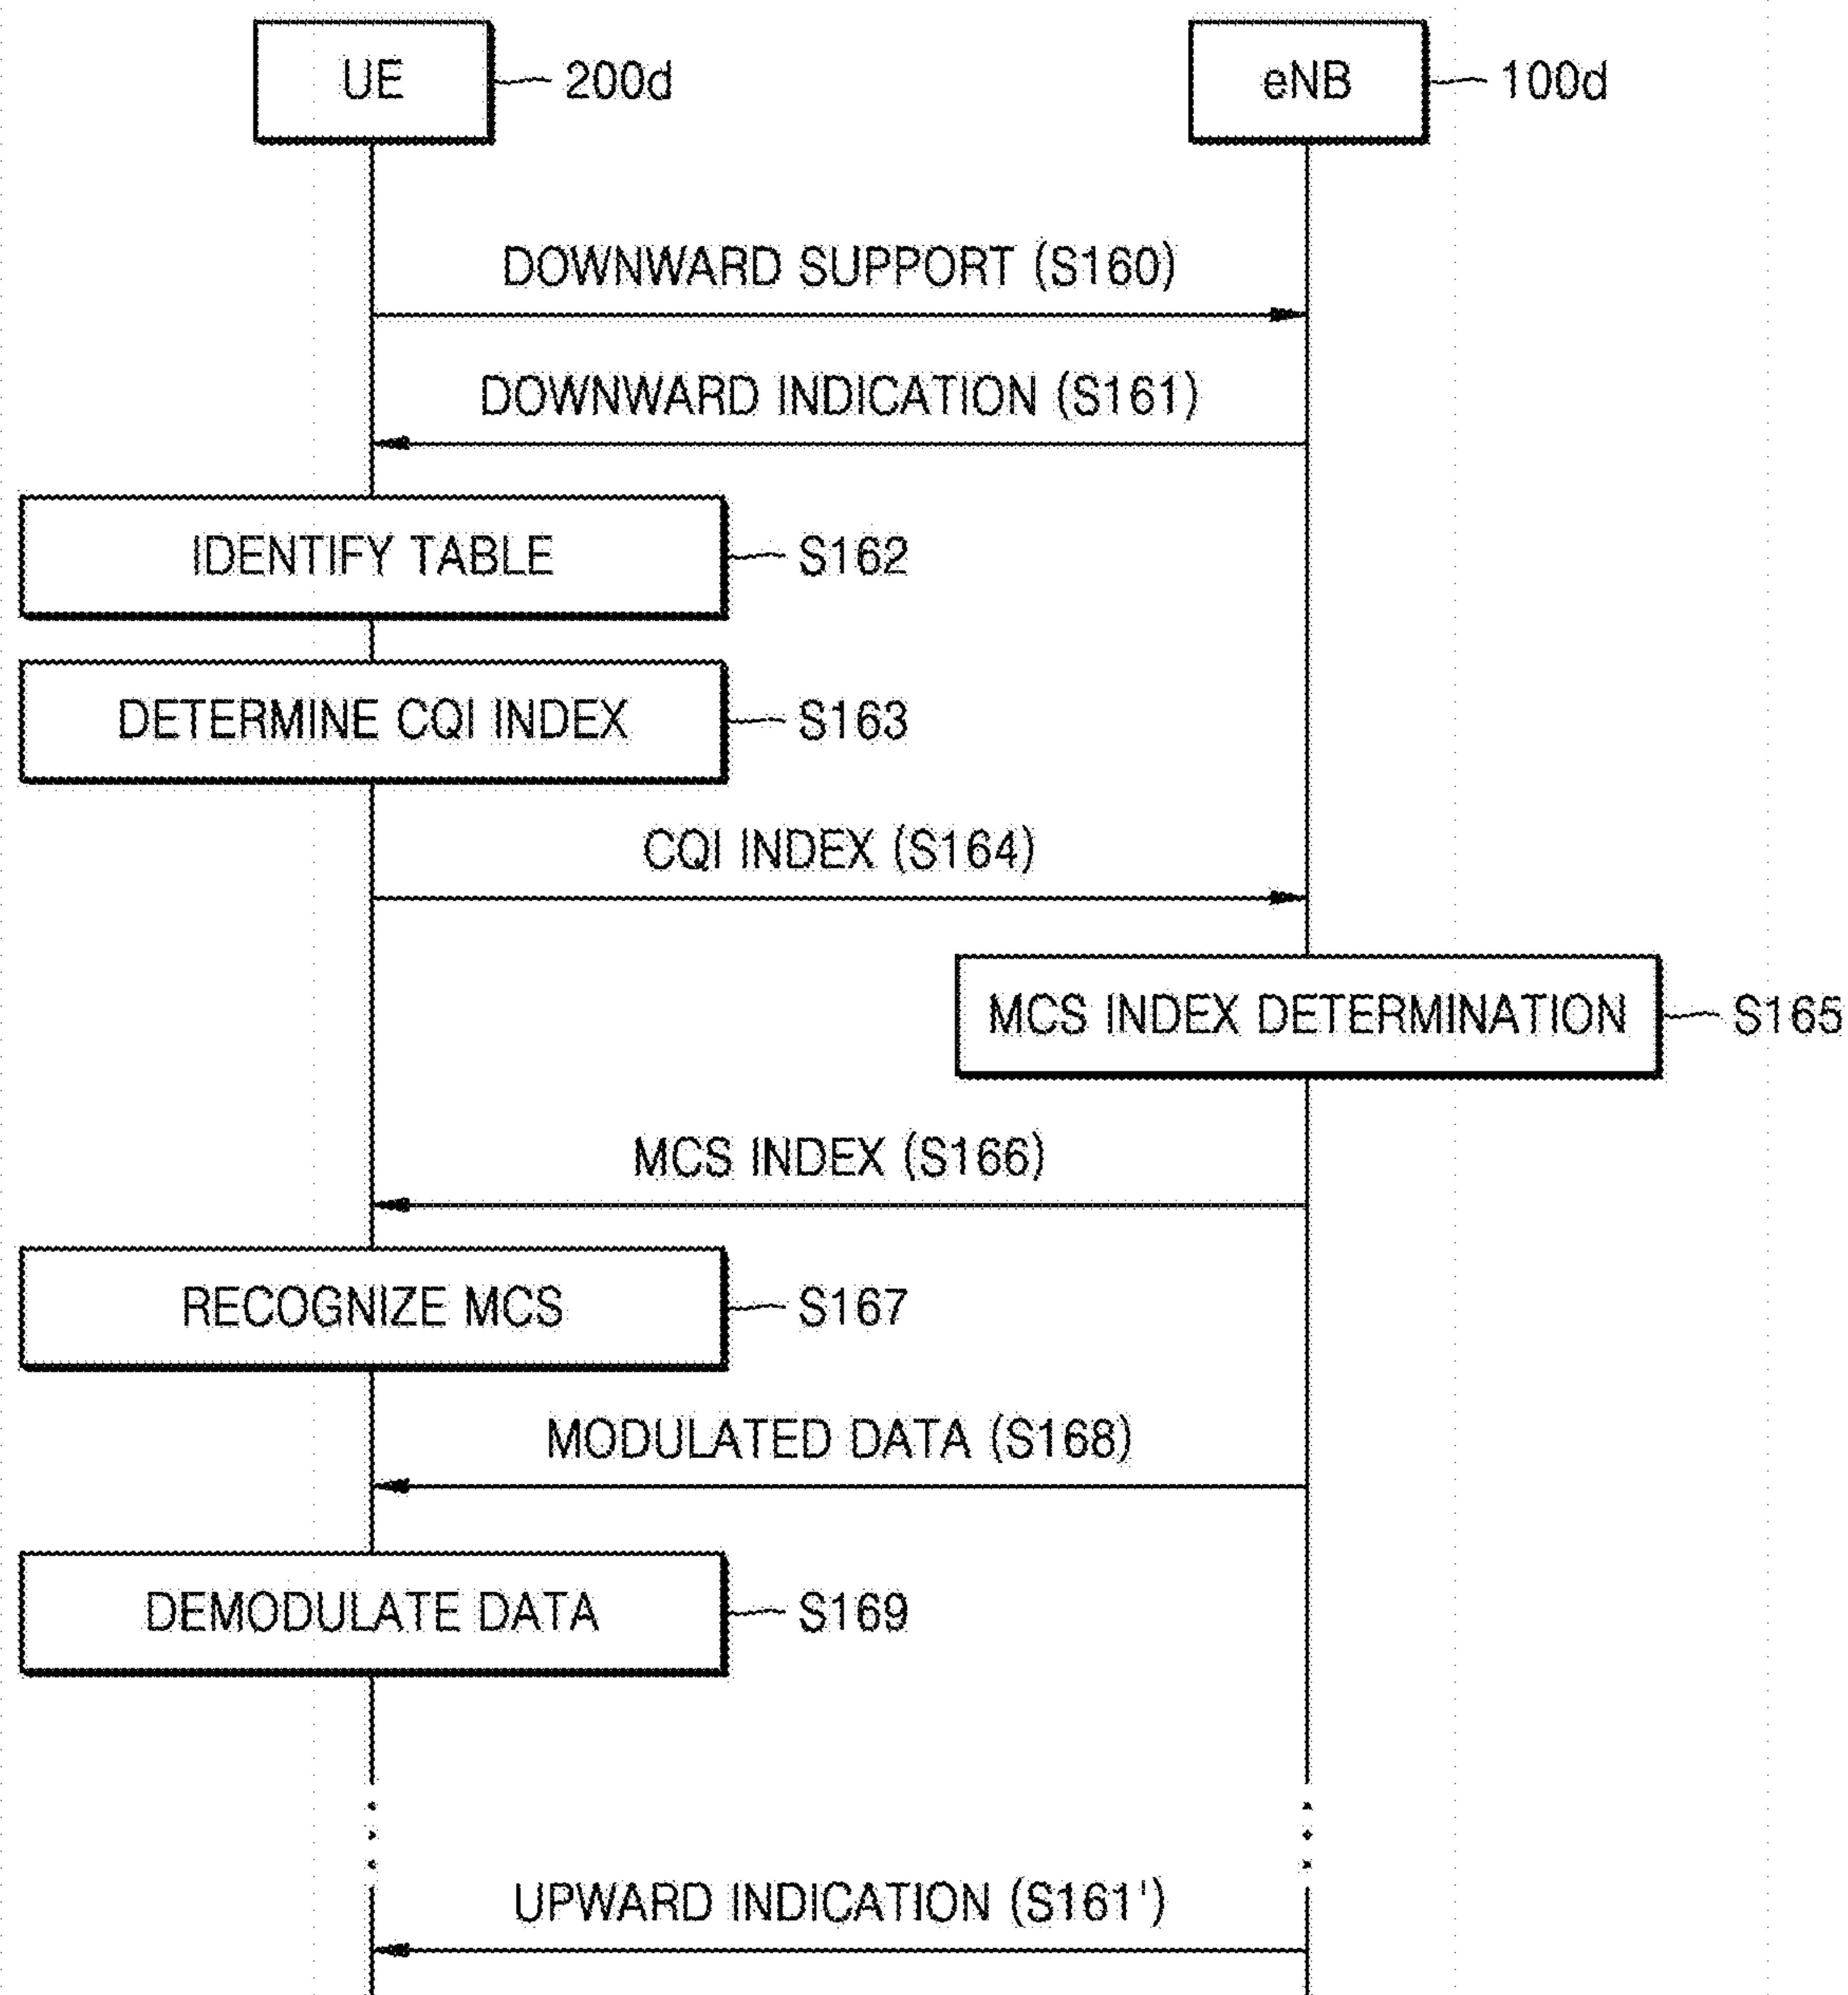 UE 200d eNB 100d
DOWNWARD SUPPORT (S160)
DOWNWARD INDICATION (S161)
IDENTIFY TABLE S162
DETERMINE CQI INDEX S163
CQI INDEX (S164)
MCS INDEX DETERMINATION S165
MCS INDEX (S166)
RECOGNIZE MCS S167
MODULATED DATA (S168)
DEMODULATE DATA S169
UPWARD INDICATION (S161')